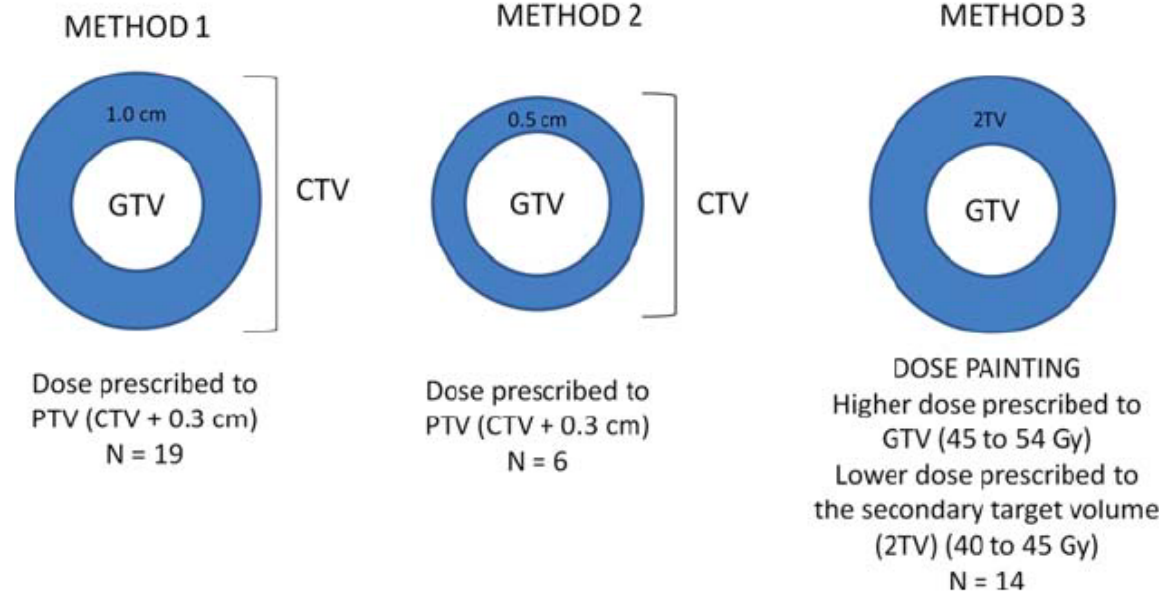 METHOD 1
1.0 cm
GTV
CTV
Dose prescribed to
PTV (CTV + 0.3 cm)
N = 19
METHOD 2
0.5 cm
GTV
CTV
Dose prescribed to
PTV (CTV + 0.3 cm)
N = 6
METHOD 3
2TV
GTV
DOSE PAINTING
Higher dose prescribed to
GTV (45 to 54 Gy)
Lower dose prescribed to
the secondary target volume
(2TV) (40 to 45 Gy)
N = 14